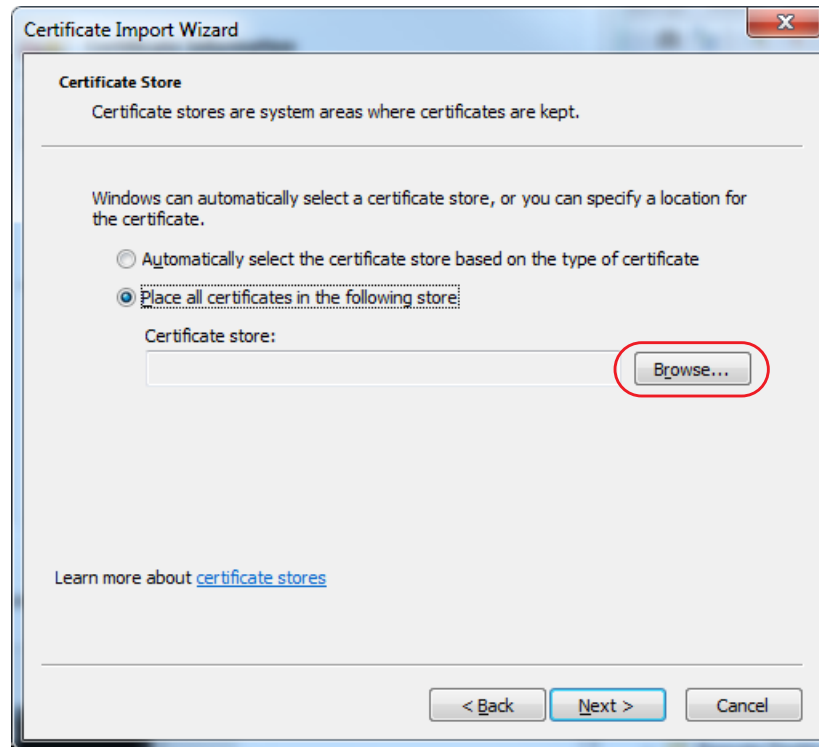 Certificate Import Wizard
Certificate Store
Certificate stores are system areas where certificates are kept.
Windows can automatically select a certificate store, or you can specify a location for
the certificate.
Automatically select the certificate store based on the type of certificate
Place all certificates in the following store
Certificate store:
Browse...
Learn more about certificate stores
< Back
Next >
Cancel